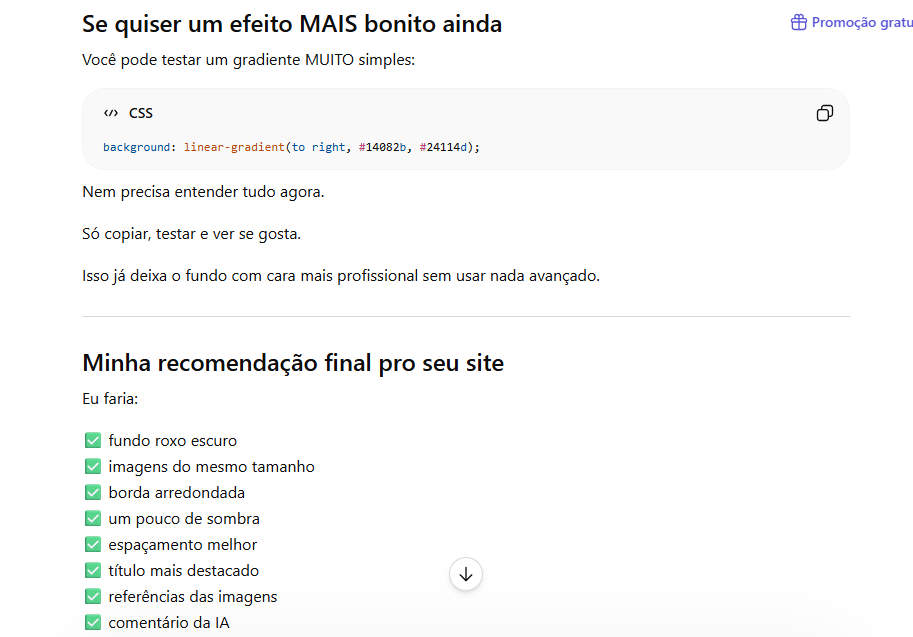 Se quiser um efeito MAIS bonito ainda
Promoção gratu
Você pode testar um gradiente MUITO simples:
CSS
background: linear-gradient(to right, #14082b, #24114d);
Nem precisa entender tudo agora.
Só copiar, testar e ver se gosta.
Isso já deixa o fundo com cara mais profissional sem usar nada avançado.
Minha recomendação final pro seu site
Eu faria:
✅ fundo roxo escuro
✅ imagens do mesmo tamanho
✅ borda arredondada
✅ um pouco de sombra
✅ espaçamento melhor
✅ título mais destacado
✅ referências das imagens
✅ comentário da IA